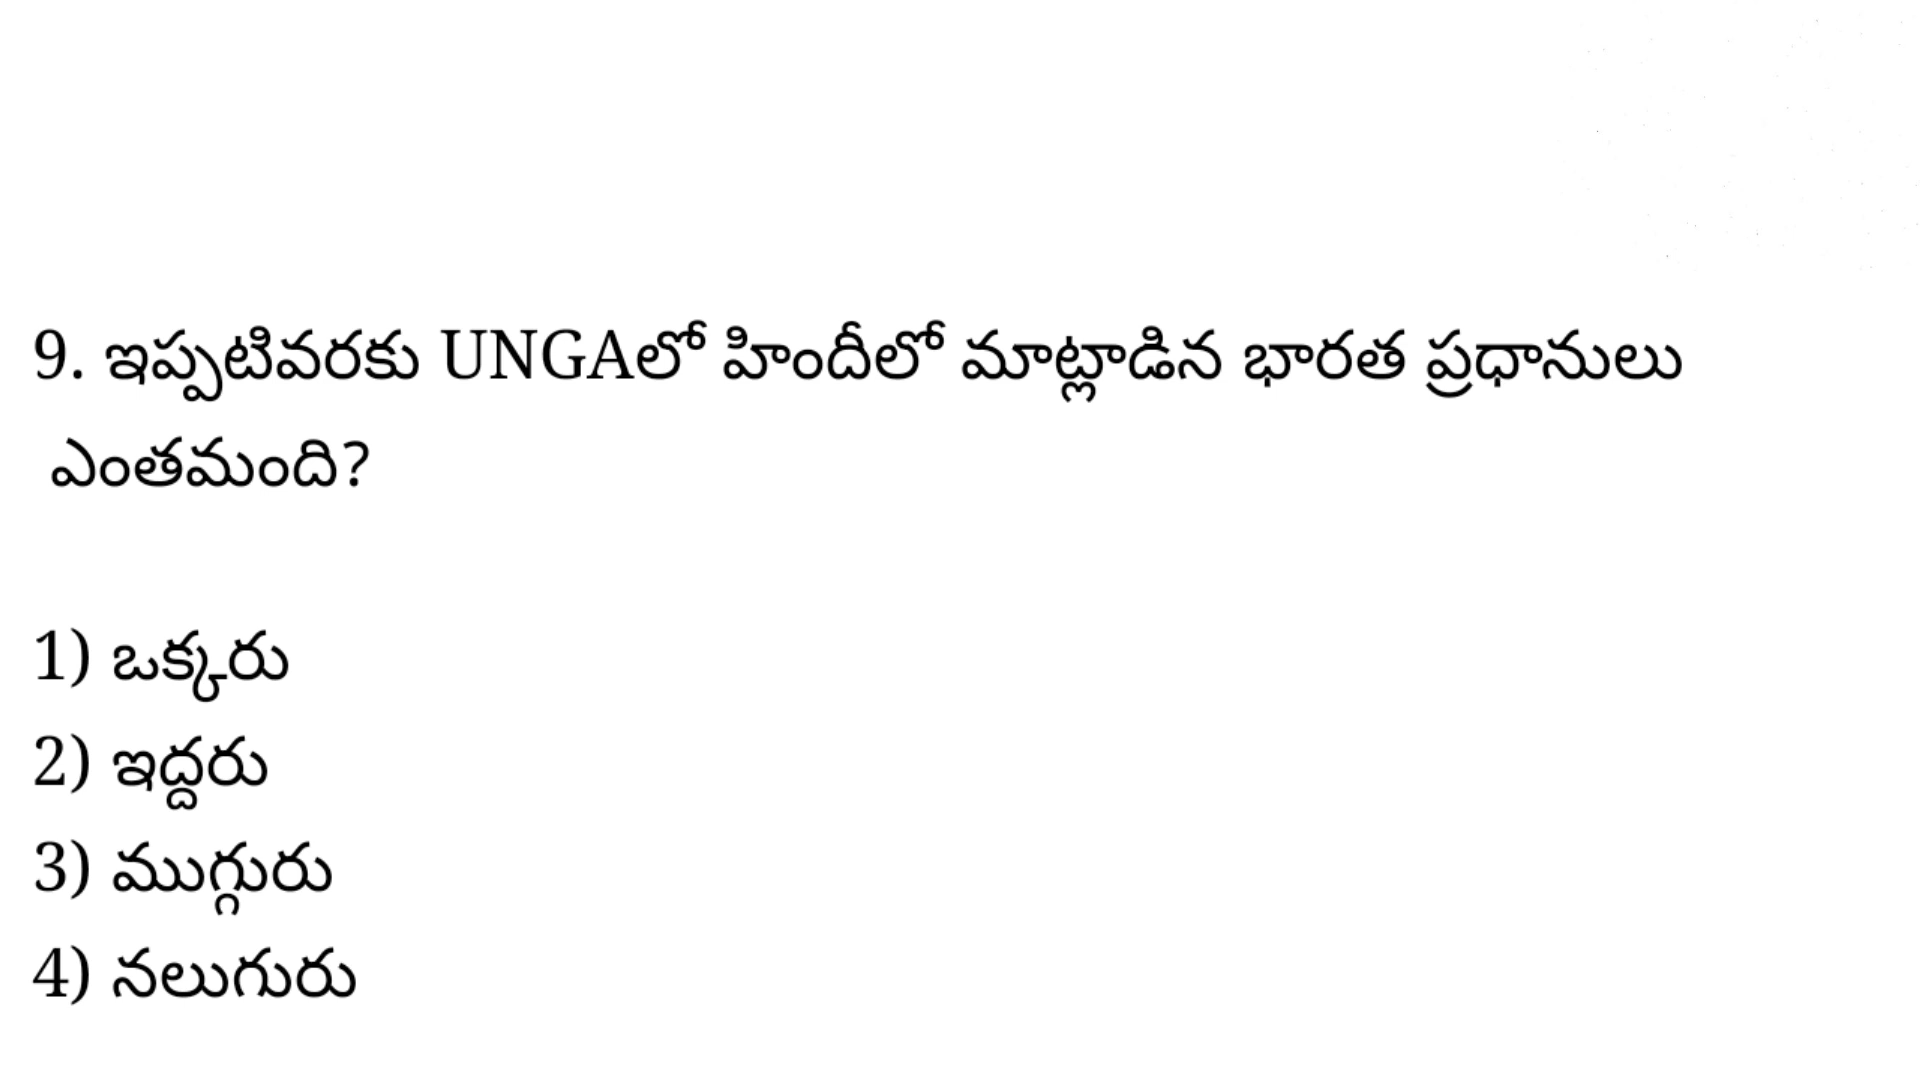 9. ఇప్పటివరకు UNGAలో హిందీలో మాట్లాడిన భారత ప్రధానులు
ఎంతమంది?
1) ఒక్కరు
2) ఇద్దరు
3) ముగ్గురు
4) నలుగురు